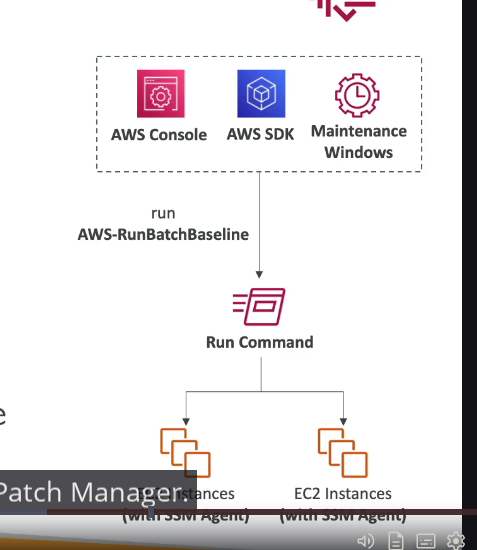 AWS Console
AWS SDK
Maintenance
Windows
run
AWS-RunBatchBaseline
Run Command
e
Patch Manager.
EC2 Instances
EC2 Instances
(with SSM Agent)
(with SSM Agent)